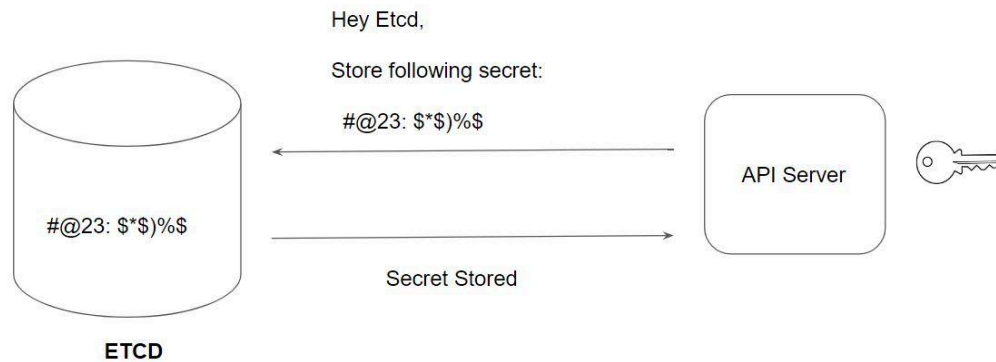 Hey Etcd,
Store following secret:
#@23: $*$)%$
API Server
#@23: $*$)%$
Secret Stored
ETCD